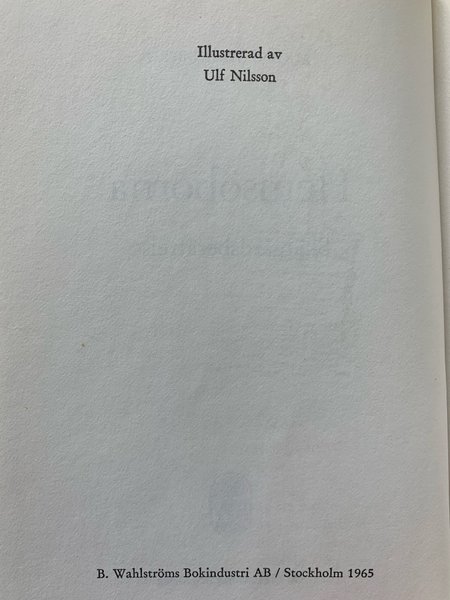 Illustrerad av
Ulf Nilsson
B. Wahlströms Bokindustri AB / Stockholm 1965